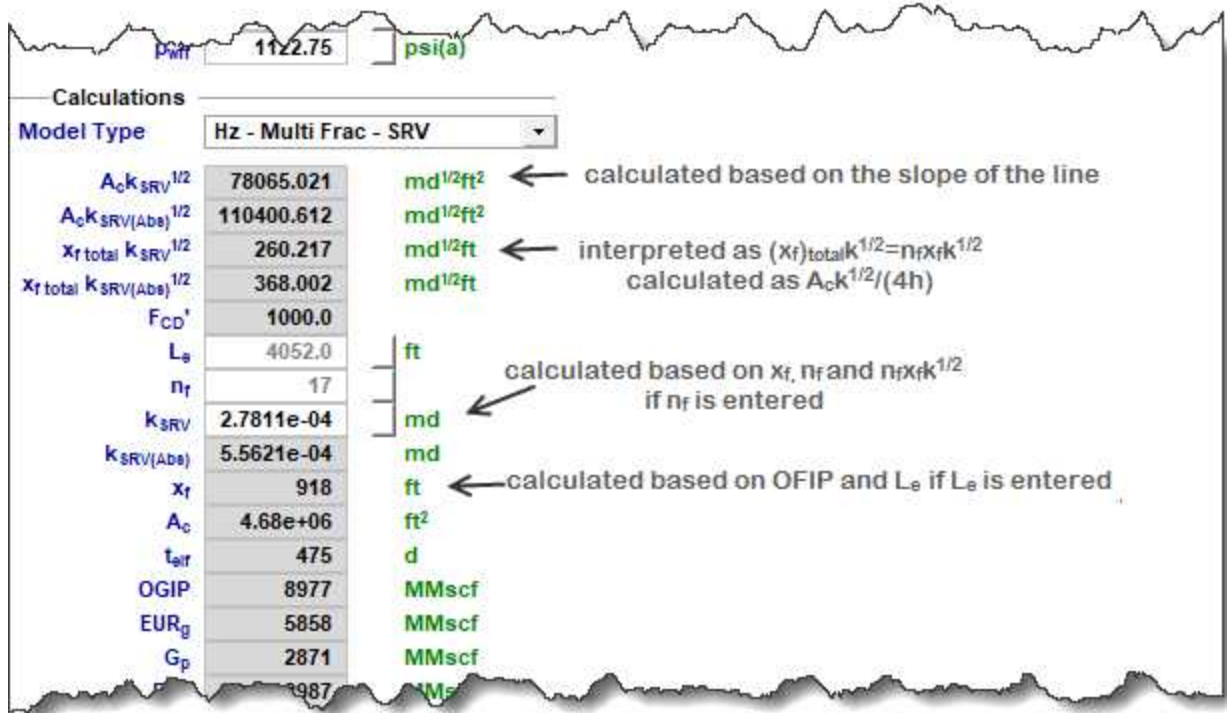 pwff 1122.75 psi(a)
Calculations
Model Type Hz - Multi Frac - SRV
AckSRV1/2 78065.021 md1/2ft2 calculated based on the slope of the line
AckSRV(Abs)1/2 110400.612 md1/2ft2
xf total kSRV1/2 260.217 md1/2ft interpreted as (xf)totalk1/2=nfxfk1/2
xf total kSRV(Abs)1/2 368.002 md1/2ft calculated as Ack1/2/(4h)
FCD' 1000.0
Le 4052.0 ft
calculated based on xf, nf and nfxfk1/2
nf 17
if nf is entered
kSRV 2.7811e-04 md
kSRV(Abs) 5.5621e-04 md
xf 918 ft calculated based on OFIP and Le if Le is entered
Ac 4.68e+06 ft2
telf 475 d
OGIP 8977 MMscf
EURg 5858 MMscf
Gp 2871 MMscf